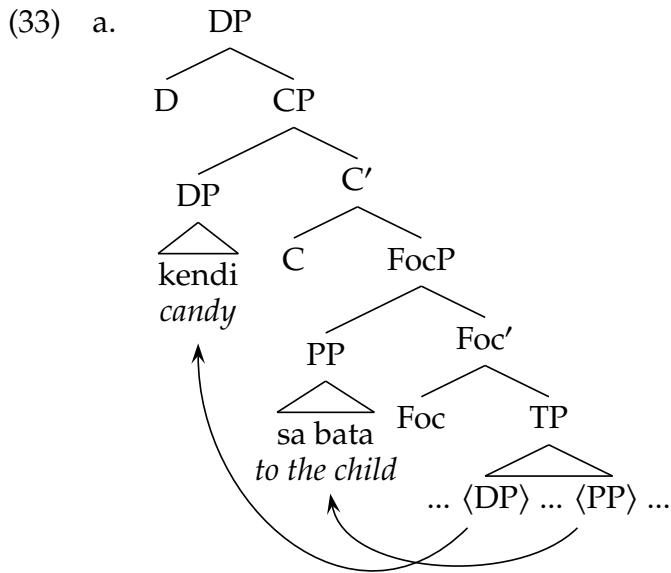 (33) a. DP
D CP
DP C′
kendi C FocP
candy
PP Foc′
sa bata Foc TP
to the child
... ⟨DP⟩ ... ⟨PP⟩ ...